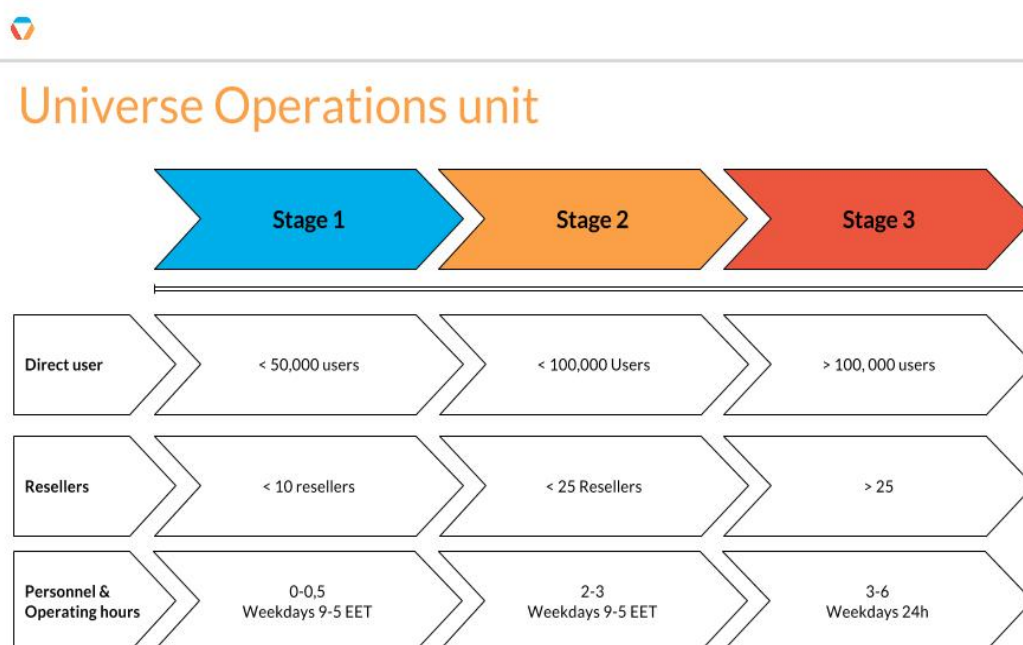 Universe Operations unit
Stage 1
Stage 2
Stage 3
Direct user
< 50,000 users
< 100,000 Users
> 100, 000 users
Resellers
< 10 resellers
< 25 Resellers
> 25
Personnel &
Operating hours
0-0,5
Weekdays 9-5 EET
2-3
Weekdays 9-5 EET
3-6
Weekdays 24h